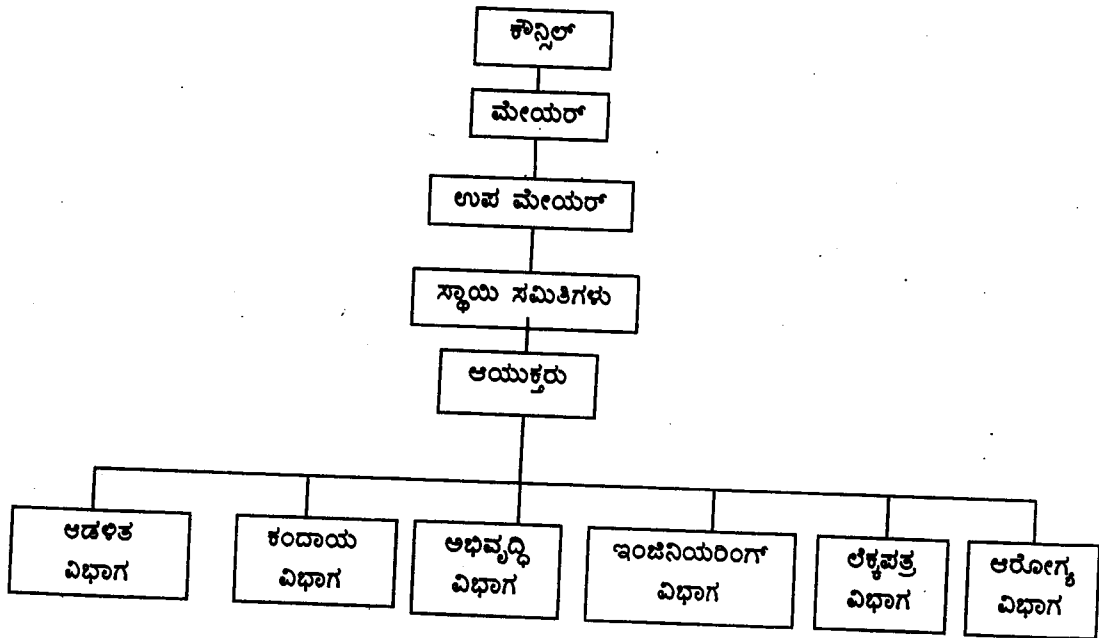 ಕೌನ್ಸಿಲ್
ಮೇಯರ್
ಉಪ ಮೇಯರ್
ಸ್ಥಾಯಿ ಸಮಿತಿಗಳು
ಆಯುಕ್ತರು
ಆಡಳಿತ
ವಿಭಾಗ
ಕಂದಾಯ
ವಿಭಾಗ
ಅಭಿವೃದ್ಧಿ
ವಿಭಾಗ
ಇಂಜಿನಿಯರಿಂಗ್
ವಿಭಾಗ
ಲೆಕ್ಕಪತ್ರ
ವಿಭಾಗ
ಆರೋಗ್ಯ
ವಿಭಾಗ